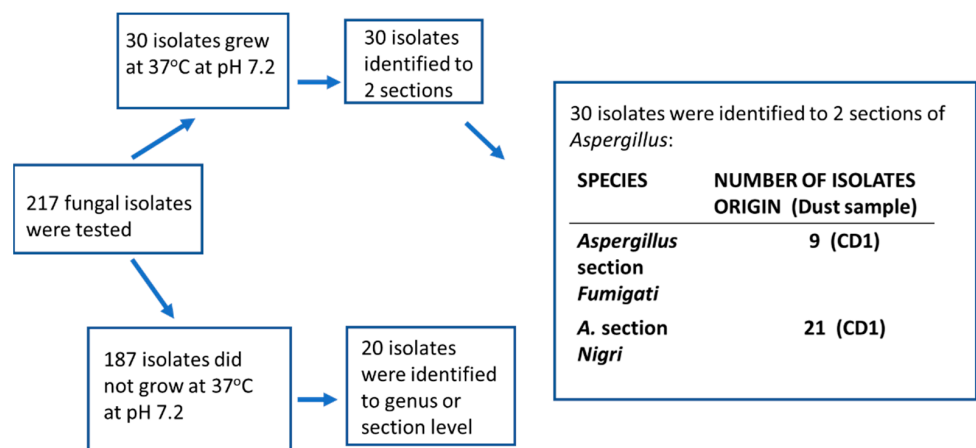 30 isolates grew
at 37°C at pH 7.2
30 isolates
identified to
2 sections
217 fungal isolates
were tested
187 isolates did
not grow at 37°C
at pH 7.2
20 isolates
were identified
to genus or
section level
30 isolates were identified to 2 sections of
Aspergillus:
SPECIES NUMBER OF ISOLATES
ORIGIN (Dust sample)
Aspergillus 9 (CD1)
section
Fumigati
A. section 21 (CD1)
Nigri